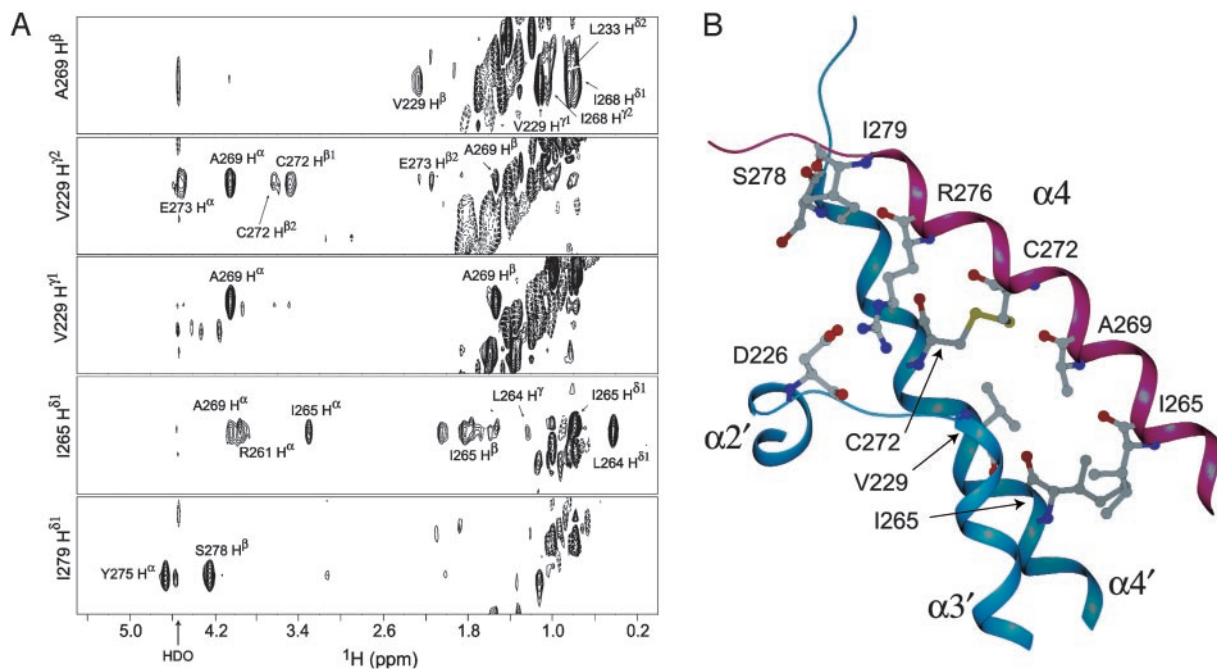 A
A269 Hβ
L233 Hδ2
V229 Hβ
V229 Hγ1
I268 Hγ2
I268 Hδ1
V229 Hγ2
A269 Hα
C272 Hβ1
E273 Hβ2
A269 Hβ
E273 Hα
C272 Hβ2
V229 Hγ1
A269 Hα
A269 Hβ
I265 Hδ1
A269 Hα
I265 Hα
L264 Hγ
I265 Hδ1
R261 Hα
I265 Hβ
L264 Hδ1
I279 Hδ1
Y275 Hα
S278 Hβ
5.0 4.2 3.4 2.6 1.8 1.0 0.2
HDO
1H (ppm)
B
I279
S278
R276
α4
C272
A269
D226
I265
α2′
C272
V229
I265
α3′
α4′